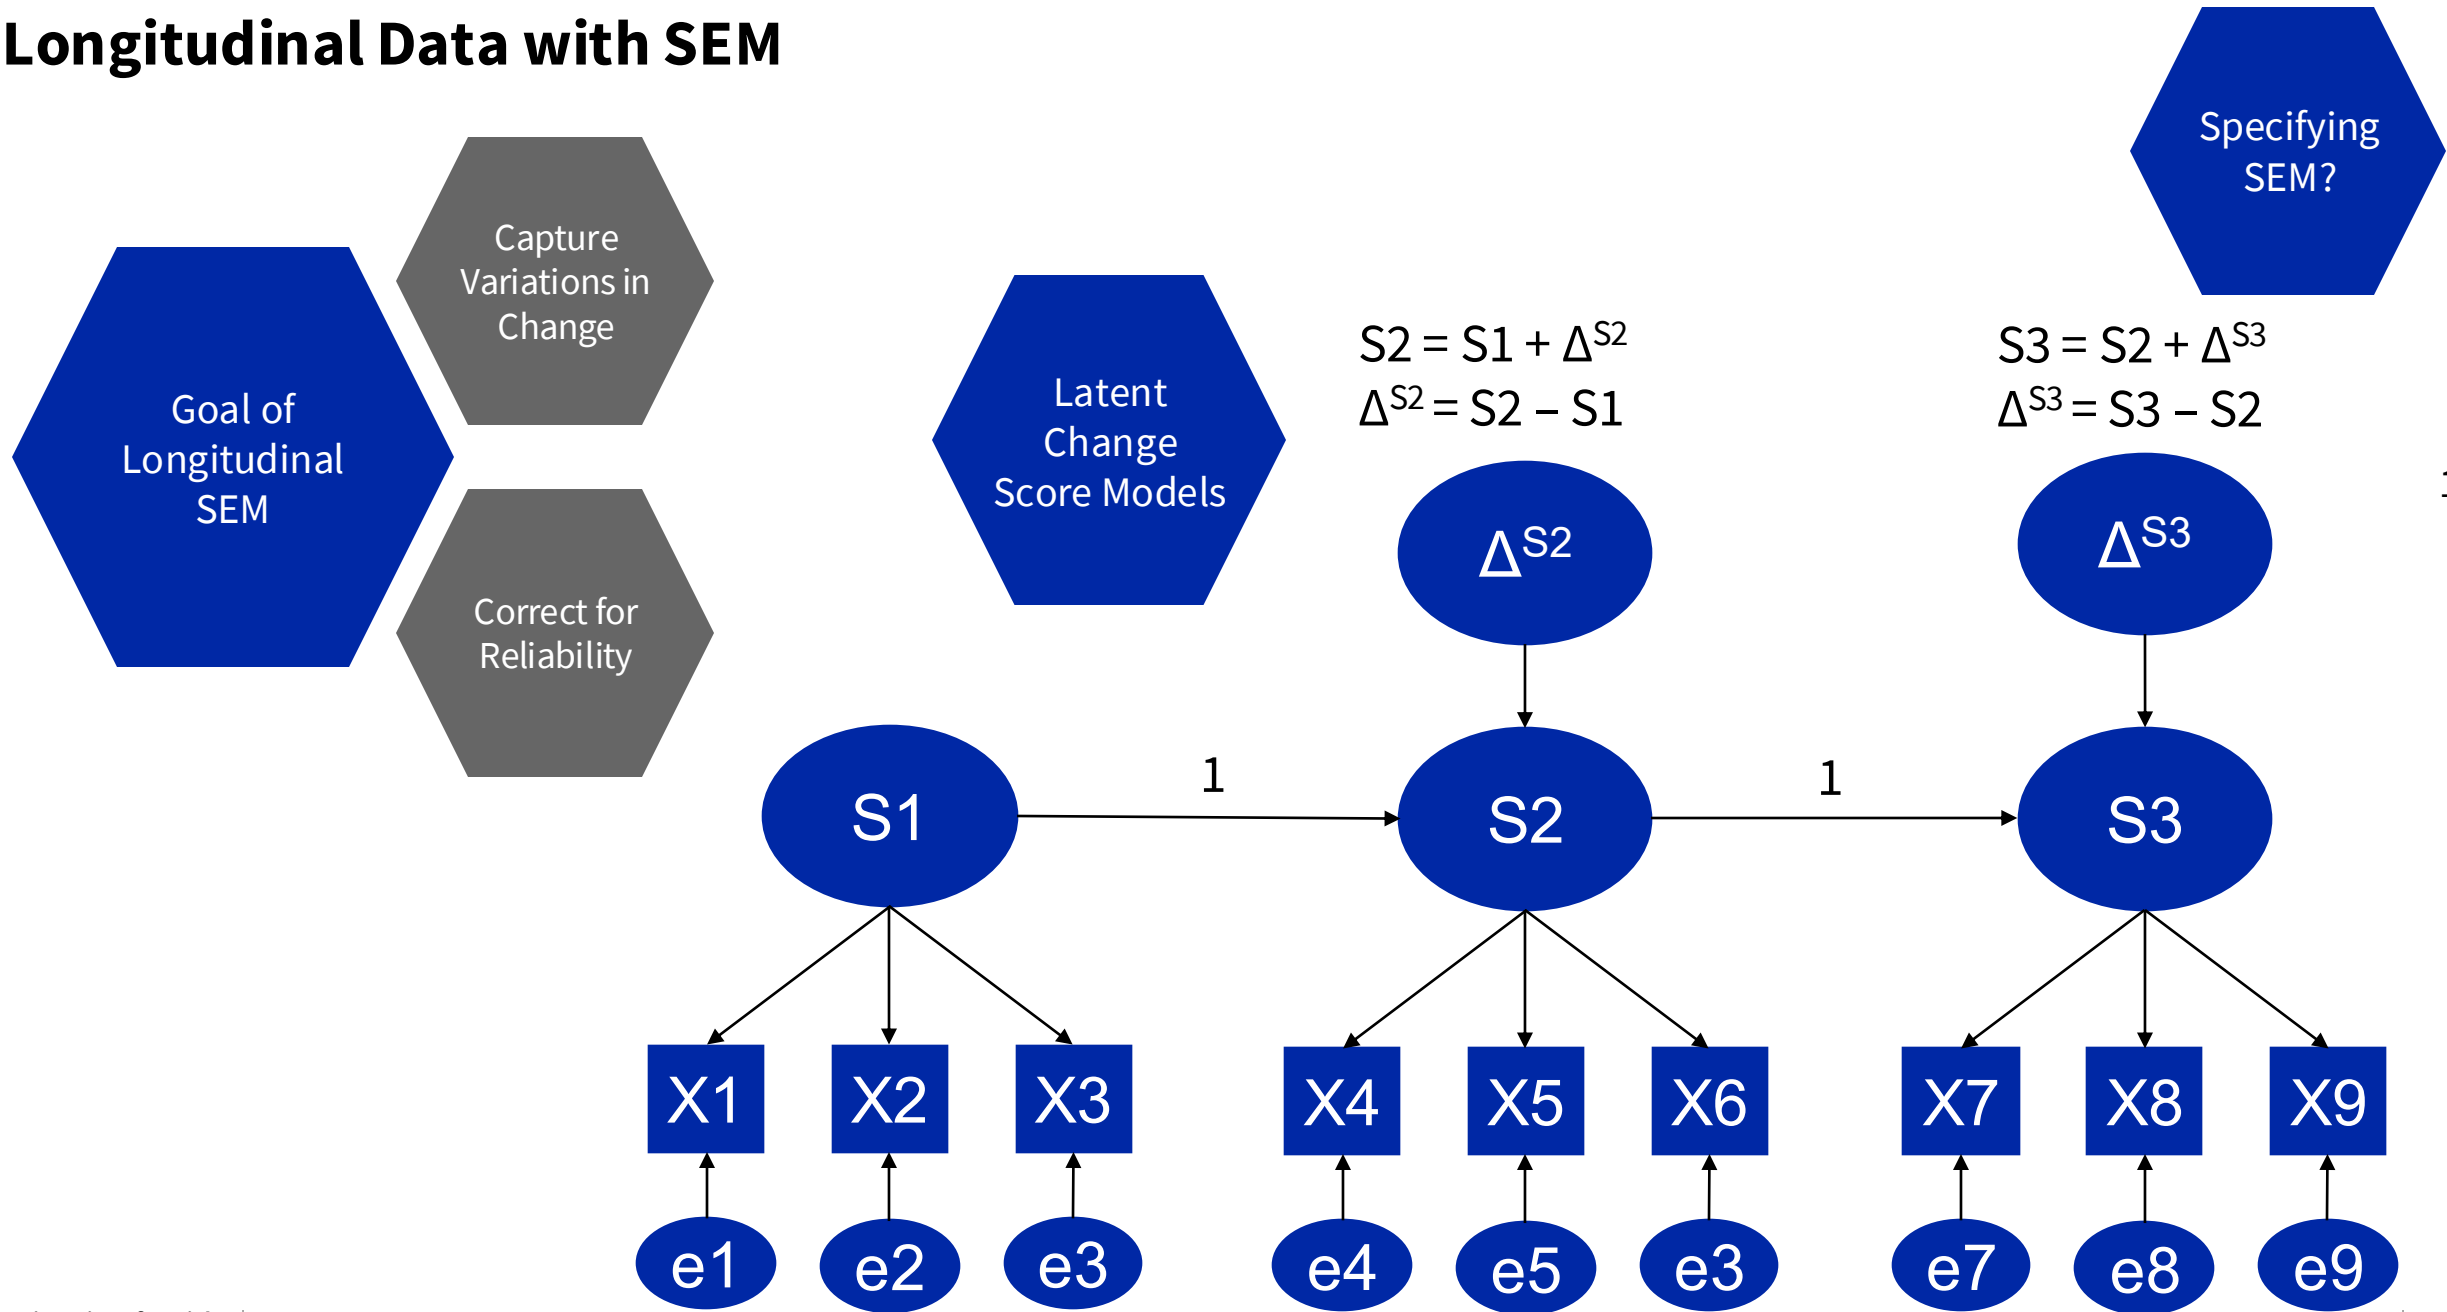 Longitudinal Data with SEM
Specifying
SEM?
Capture
Variations in
Change
Goal of
Longitudinal
SEM
Correct for
Reliability
Latent
Change
Score Models
S2 = S1 + Δ^S2
Δ^S2 = S2 – S1
S3 = S2 + Δ^S3
Δ^S3 = S3 – S2
Δ^S2
Δ^S3
S1
1
S2
1
S3
X1
X2
X3
X4
X5
X6
X7
X8
X9
e1
e2
e3
e4
e5
e3
e7
e8
e9